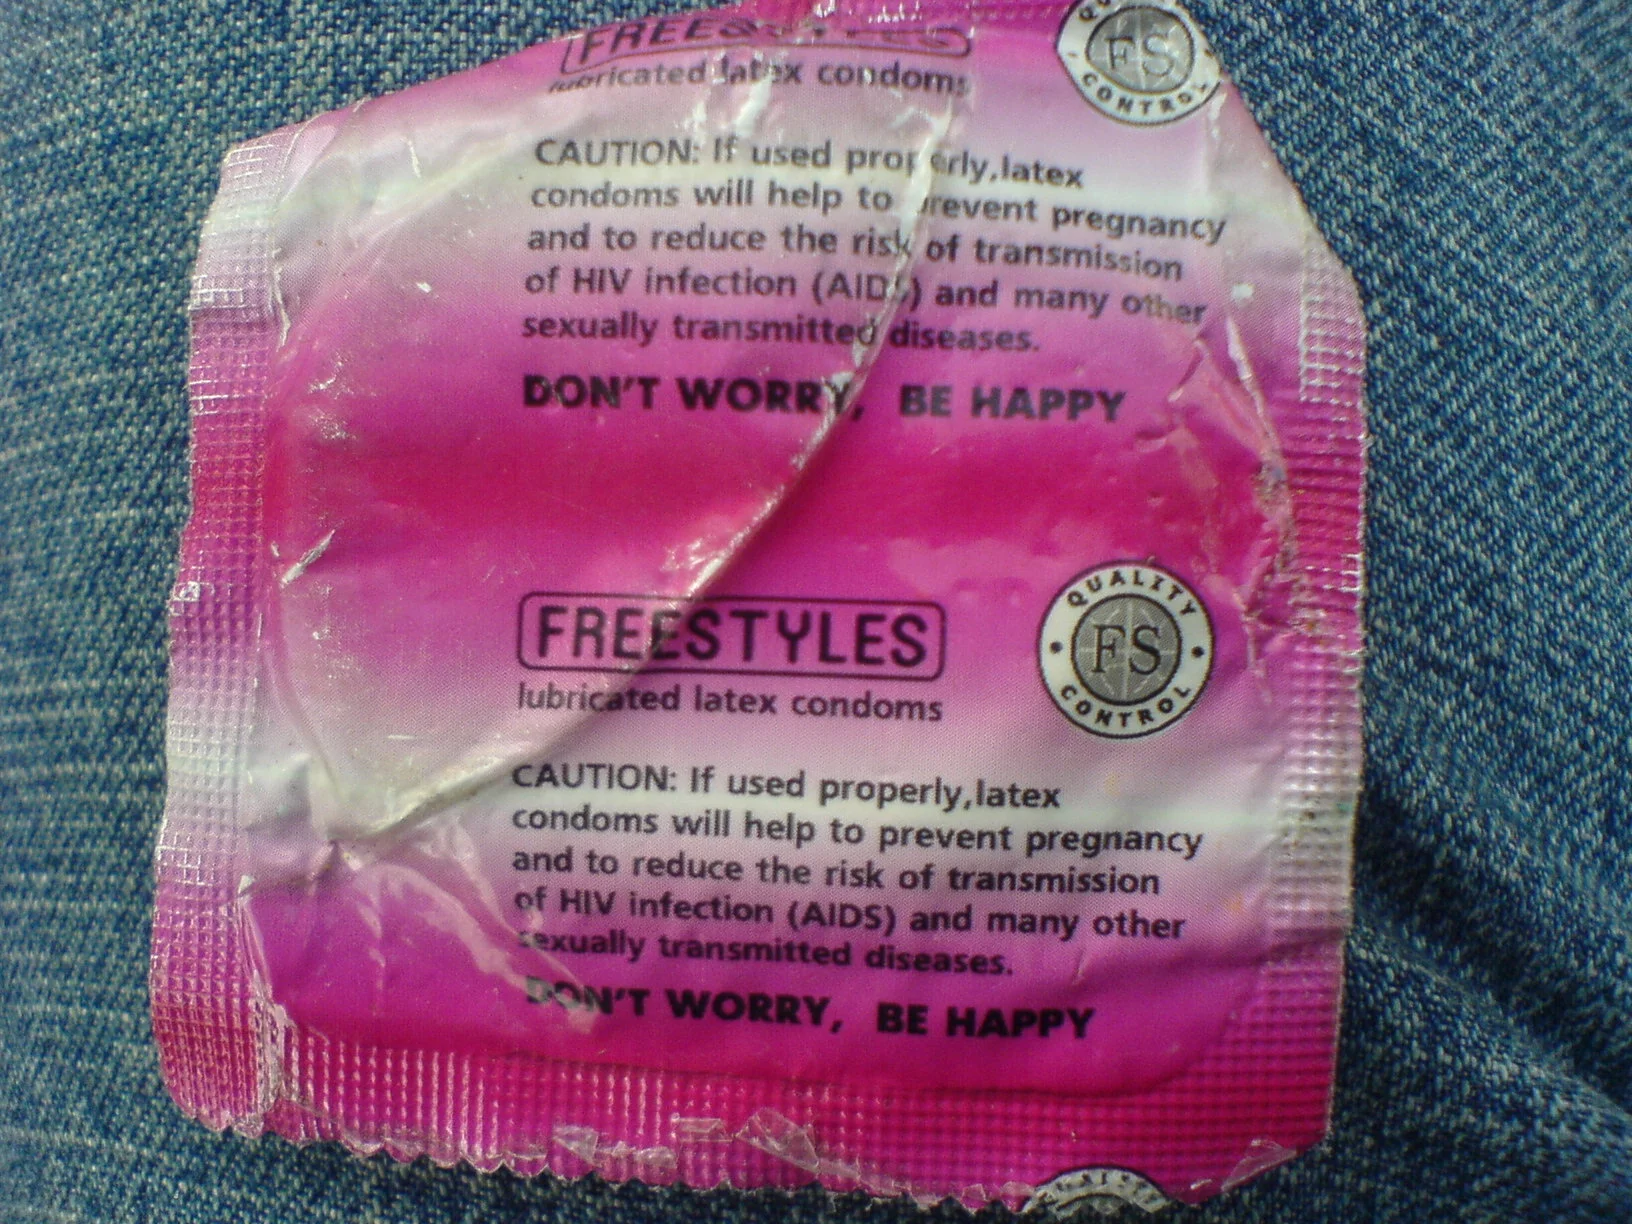 FREESTYLES
lubricated latex condoms
FS
CONTROL
CAUTION: If used properly,latex
condoms will help to prevent pregnancy
and to reduce the risk of transmission
of HIV infection (AIDS) and many other
sexually transmitted diseases.
DON'T WORRY, BE HAPPY
FREESTYLES
lubricated latex condoms
QUALITY
FS
CONTROL
CAUTION: If used properly,latex
condoms will help to prevent pregnancy
and to reduce the risk of transmission
of HIV infection (AIDS) and many other
sexually transmitted diseases.
DON'T WORRY, BE HAPPY